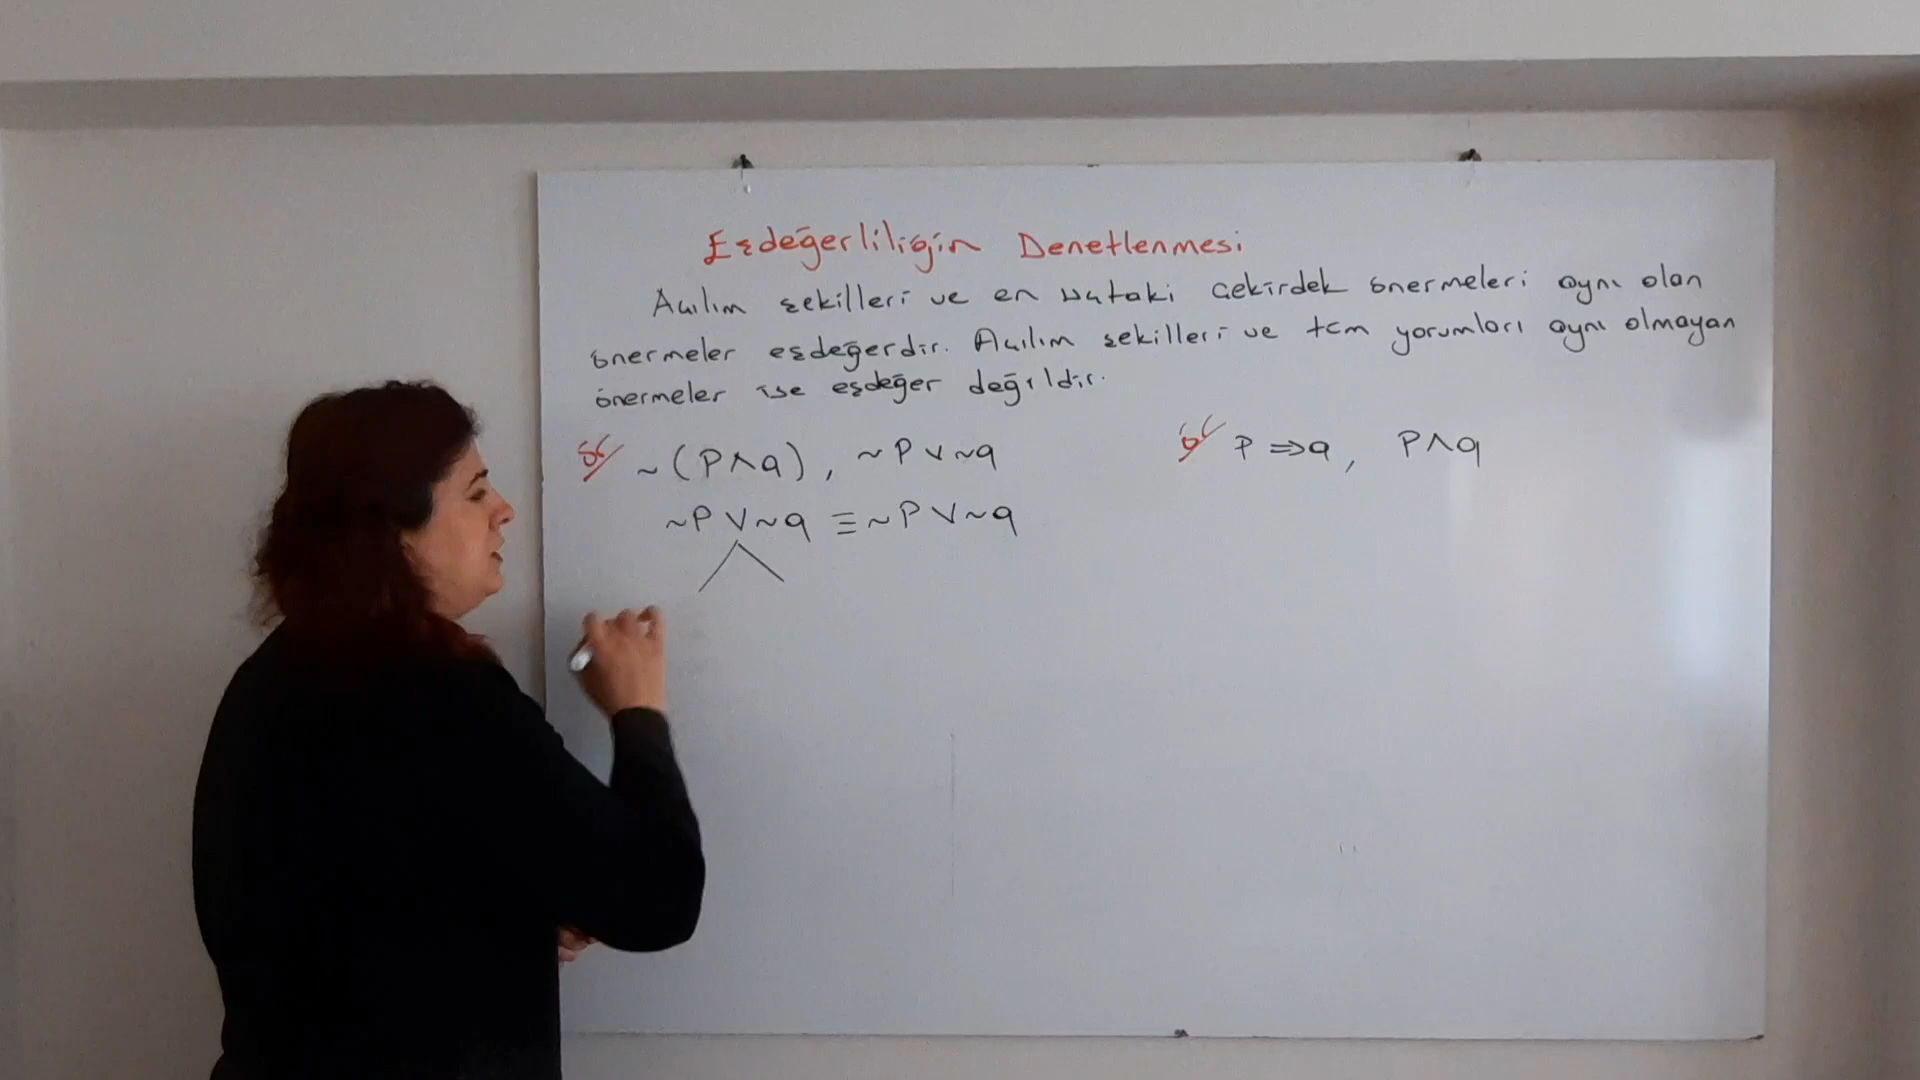 Eşdeğerliliğin Denetlenmesi
Açılım şekilleri ve en uçtaki çekirdek önermeleri aynı olan
önermeler eşdeğerdir. Açılım şekilleri ve tüm yorumları aynı olmayan
önermeler ise eşdeğer değildir.
ör ~(P∧q), ~P∨~q
~P∨~q ≡ ~P∨~q
ör P⇒q, P∧q